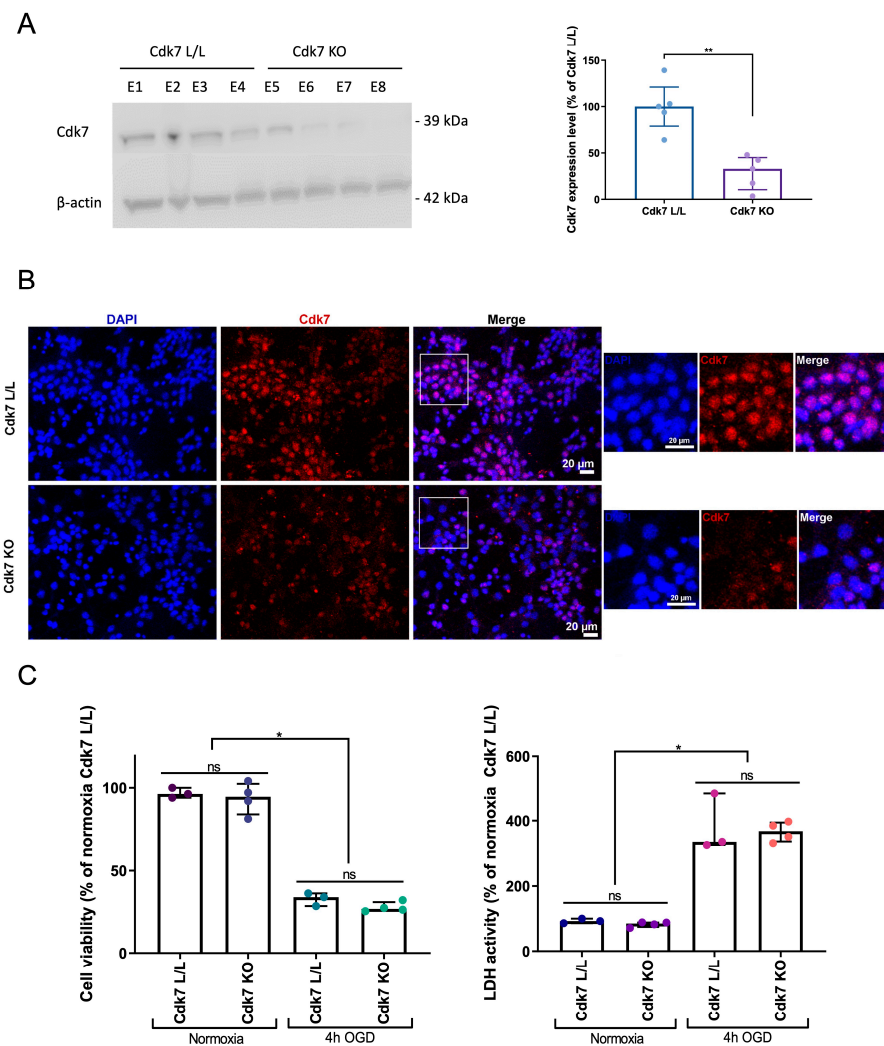 A
Cdk7 L/L
Cdk7 KO
E1 E2 E3 E4 E5 E6 E7 E8
Cdk7
- 39 kDa
β-actin
- 42 kDa
Cdk7 expression level (% of Cdk7 L/L)
150
100
50
0
**
Cdk7 L/L
Cdk7 KO
B
DAPI
Cdk7
Merge
Cdk7 L/L
20 µm
DAPI
Cdk7
Merge
20 µm
Cdk7 KO
20 µm
Cdk7
Merge
20 µm
C
Cell viability (% of normoxia Cdk7 L/L)
100
50
0
*
ns
ns
Cdk7 L/L
Cdk7 KO
Cdk7 L/L
Cdk7 KO
Normoxia
4h OGD
LDH activity (% of normoxia Cdk7 L/L)
600
400
200
0
*
ns
ns
Cdk7 L/L
Cdk7 KO
Cdk7 L/L
Cdk7 KO
Normoxia
4h OGD